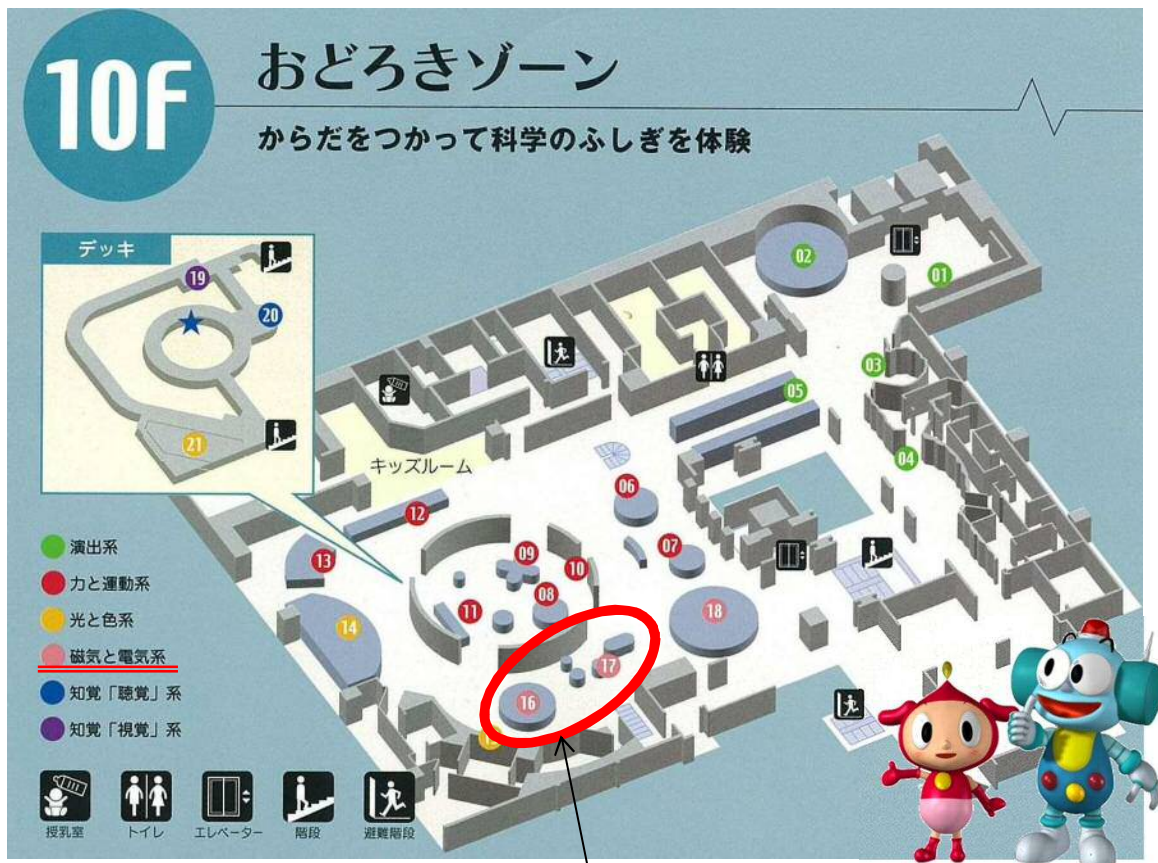 10F
おどろきゾーン
からだをつかって科学のふしぎを体験
デッキ
19
20
21
02
01
03
05
04
キッズルーム
06
12
07
13
09
10
08
11
14
18
17
16
演出系
力と運動系
光と色系
磁気と電気系
知覚「聴覚」系
知覚「視覚」系
授乳室
トイレ
エレベーター
階段
避難階段